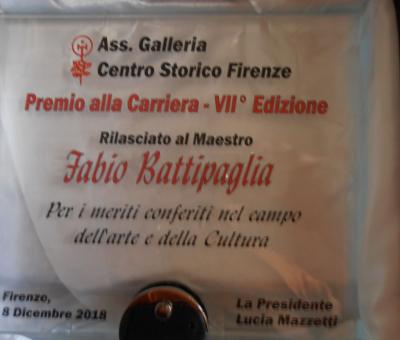 Ass. Galleria
Centro Storico Firenze
Premio alla Carriera - VII° Edizione
Rilasciato al Maestro
Fabio Battipaglia
Per i meriti conferiti nel campo
dell'arte e della Cultura
Firenze,
8 Dicembre 2018
La Presidente
Lucia Mazzetti